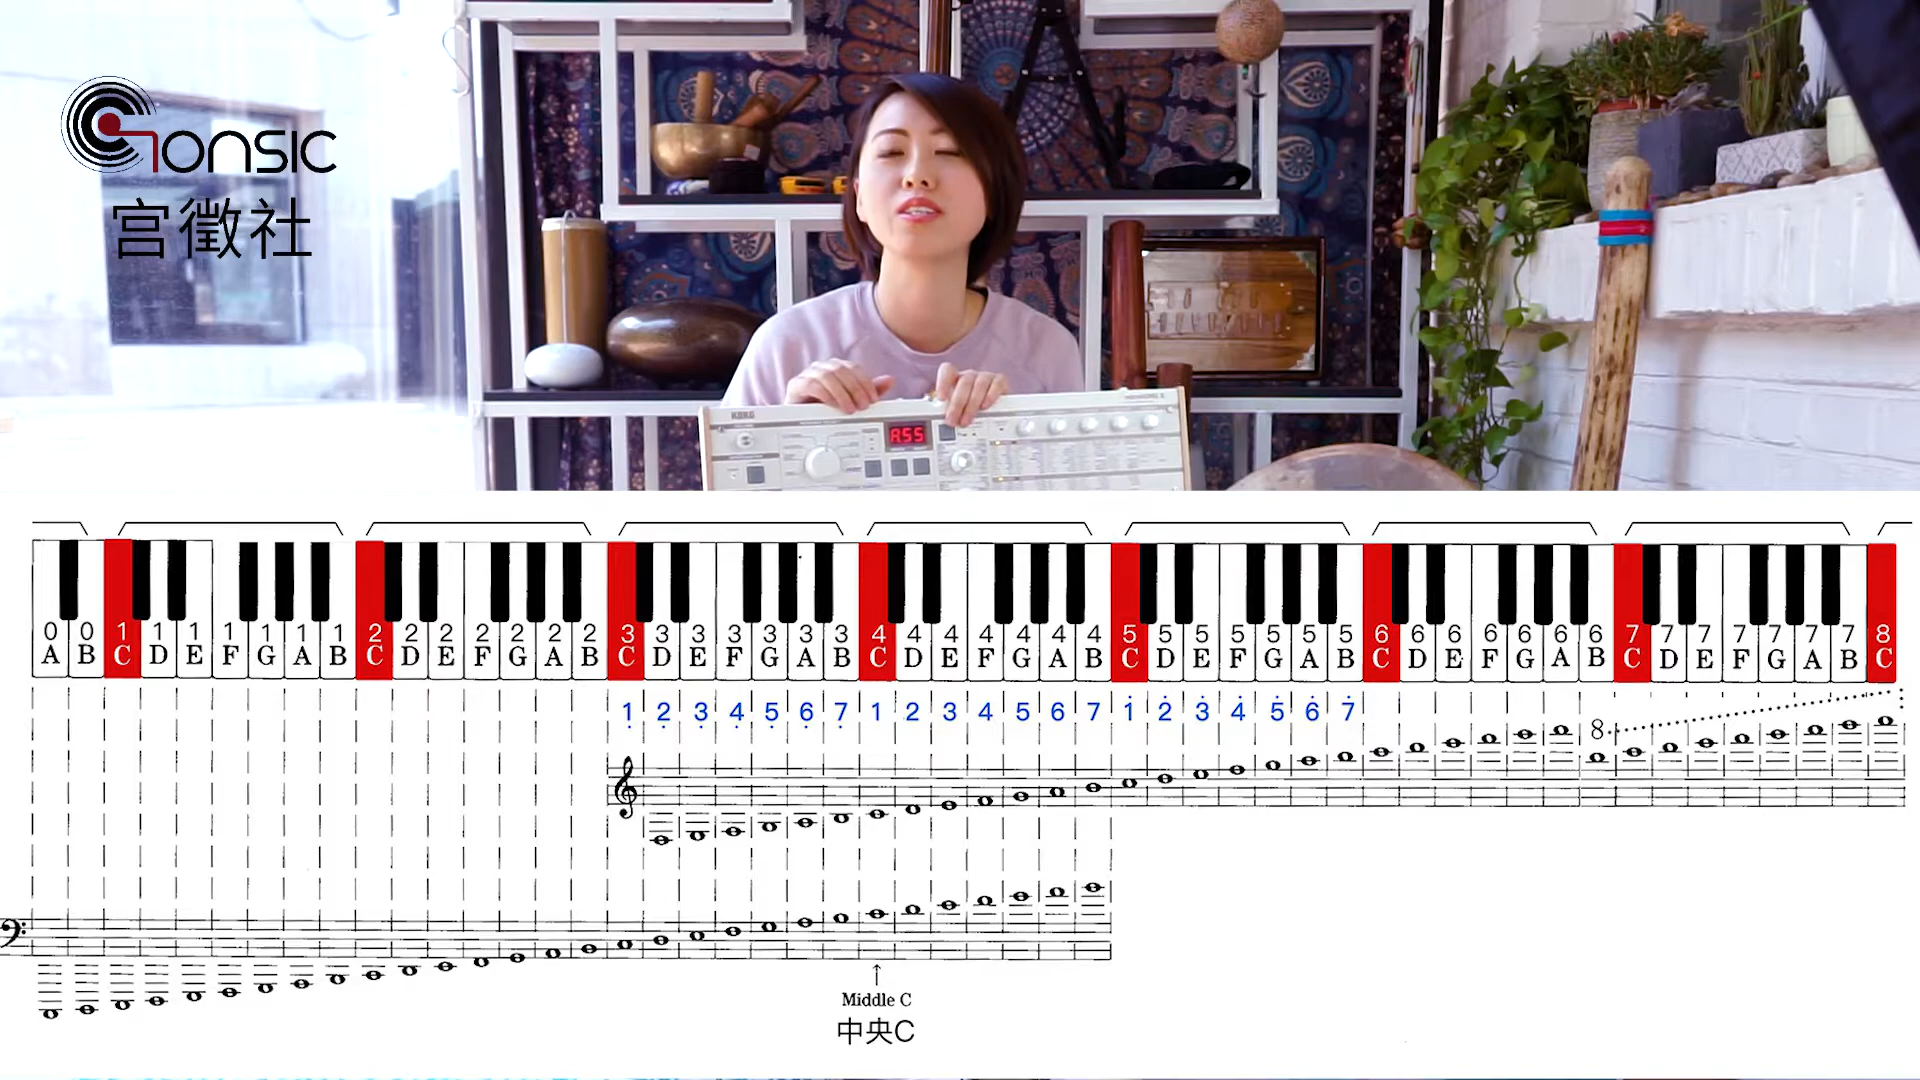 GONSIC
宫徵社
KORG
A55
0 0 1 1 1 1 1 1 1 2 2 2 2 2 2 2 3 3 3 3 3 3 3 4 4 4 4 4 4 4 5 5 5 5 5 5 5 6 6 6 6 6 6 6 7 7 7 7 7 7 7 8
A B C D E F G A B C D E F G A B C D E F G A B C D E F G A B C D E F G A B C D E F G A B C D E F G A B C
1 2 3 4 5 6 7 1 2 3 4 5 6 7 1 2 3 4 5 6 7
8
Middle C
中央C